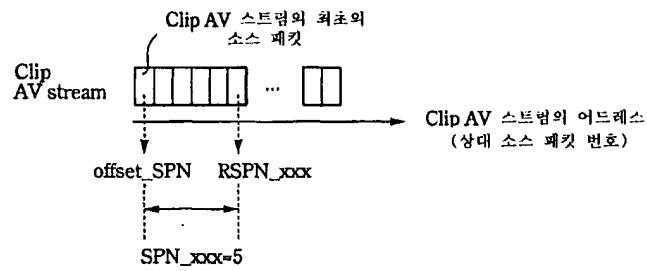 Clip AV 스트림의 최초의
소스 패킷
Clip
AV stream
...
Clip AV 스트림의 어드레스
(상대 소스 패킷 번호)
offset_SPN RSPN_xxx
SPN_xxx=5